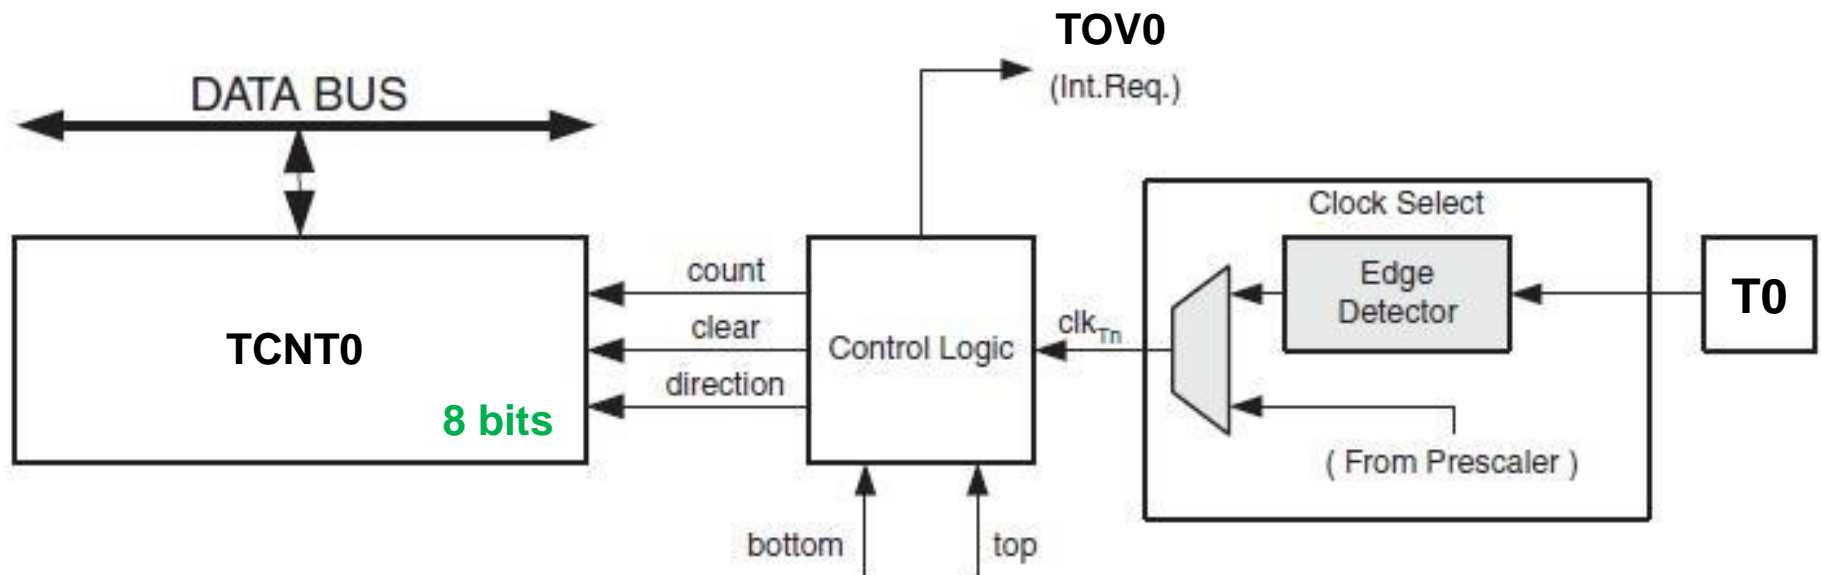 TOV0
(Int.Req.)
DATA BUS
Clock Select
count
Edge
Detector
T0
clear
clkTn
TCNT0
Control Logic
direction
8 bits
( From Prescaler )
bottom
top